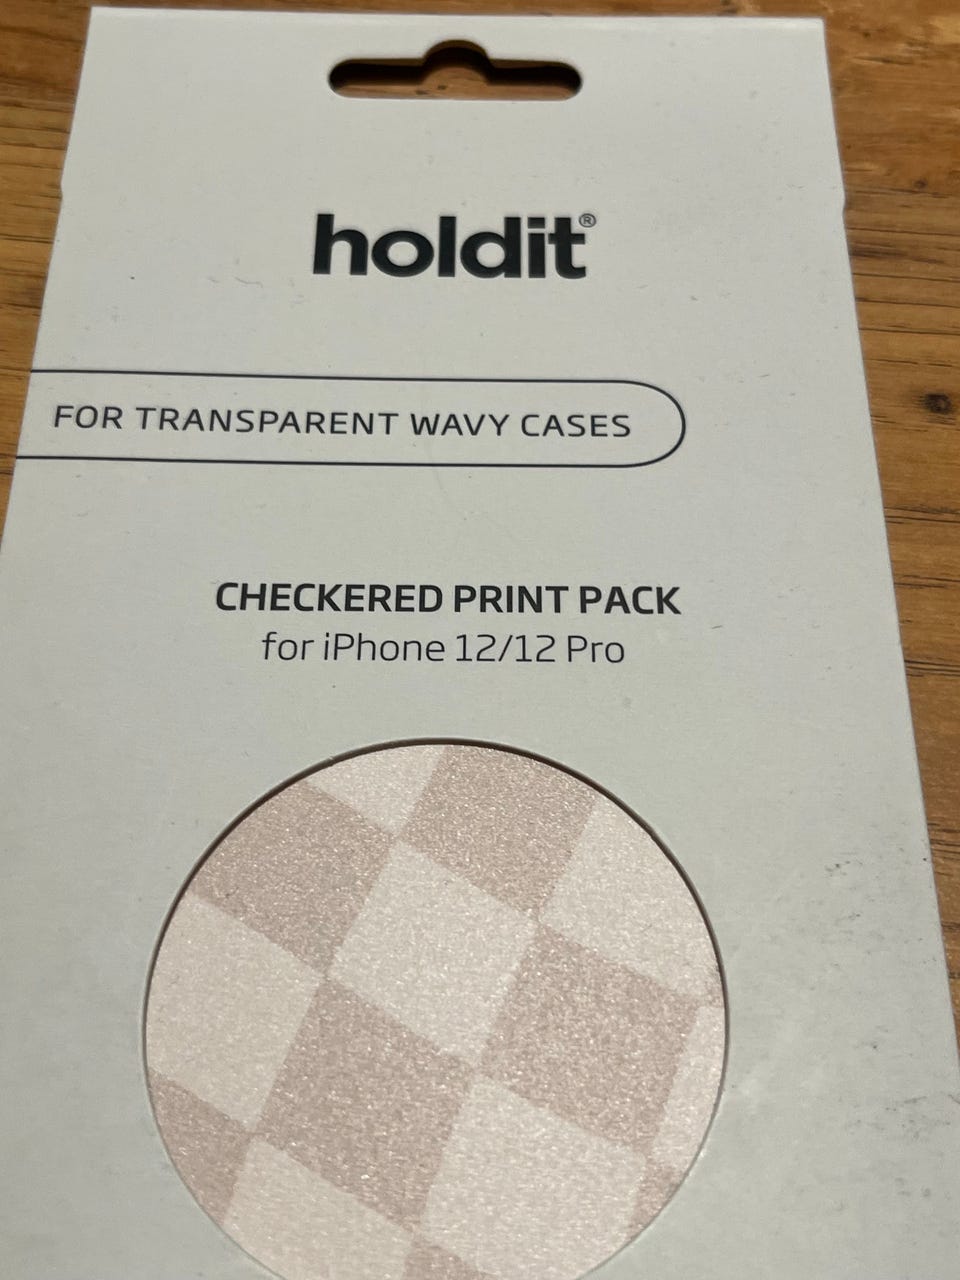 holdit®
FOR TRANSPARENT WAVY CASES
CHECKERED PRINT PACK
for iPhone 12/12 Pro